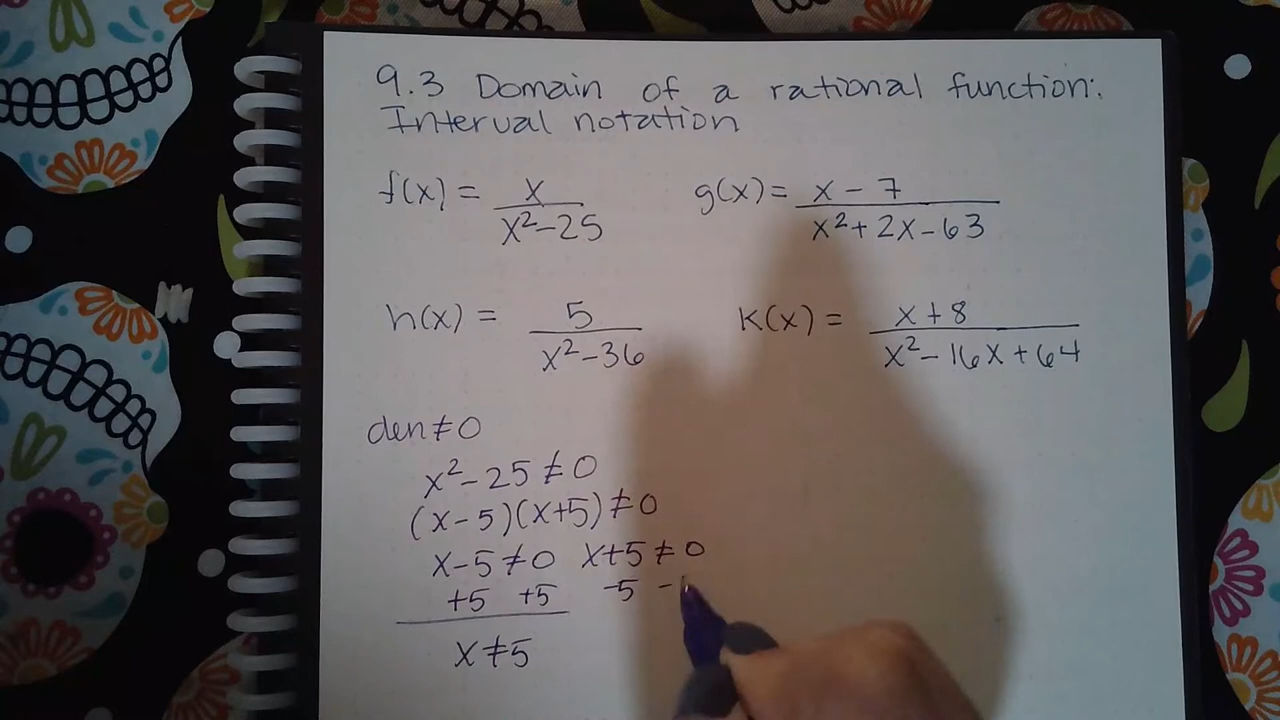 9.3 Domain of a rational function:
Interval notation
f(x) = x / x²-25
g(x) = x-7 / x²+2x-63
h(x) = 5 / x²-36
K(x) = x+8 / x²-16x+64
den≠0
x²-25≠0
(x-5)(x+5)≠0
x-5≠0 x+5≠0
+5 +5 -5 -
x≠5